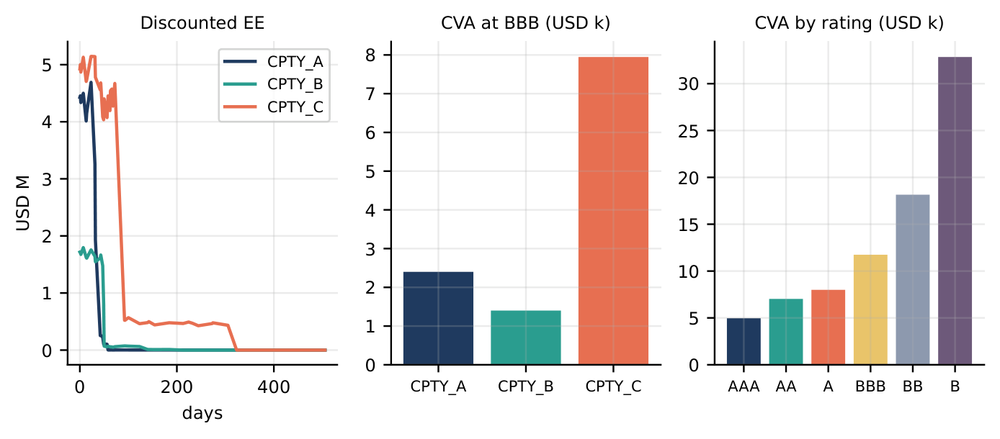 Discounted EE
USD M
5
4
3
2
1
0
0 200 400
days
CPTY_A
CPTY_B
CPTY_C
CVA at BBB (USD k)
8
7
6
5
4
3
2
1
0
CPTY_A CPTY_B CPTY_C
CVA by rating (USD k)
30
25
20
15
10
5
0
AAA AA A BBB BB B